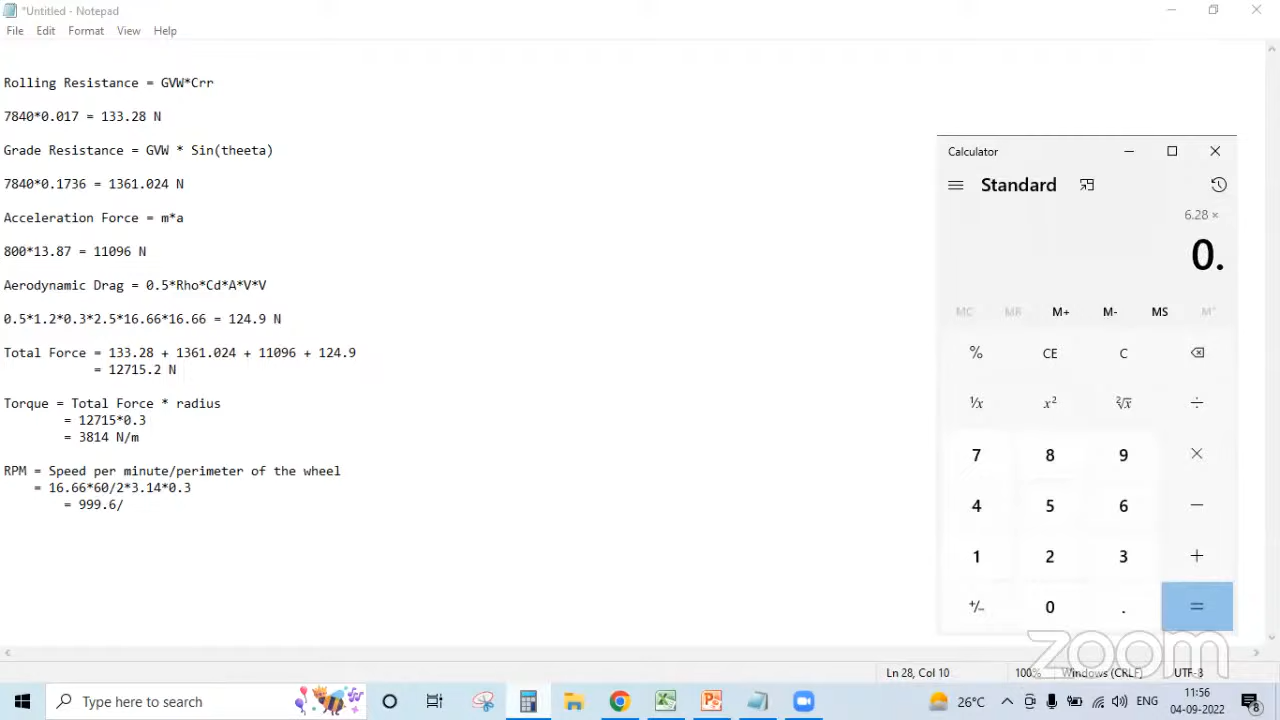 *Untitled - Notepad
File Edit Format View Help
Rolling Resistance = GVW*Crr
7840*0.017 = 133.28 N
Grade Resistance = GVW * Sin(theeta)
7840*0.1736 = 1361.024 N
Acceleration Force = m*a
800*13.87 = 11096 N
Aerodynamic Drag = 0.5*Rho*Cd*A*V*V
0.5*1.2*0.3*2.5*16.66*16.66 = 124.9 N
Total Force = 133.28 + 1361.024 + 11096 + 124.9
= 12715.2 N
Torque = Total Force * radius
= 12715*0.3
= 3814 N/m
RPM = Speed per minute/perimeter of the wheel
= 16.66*60/2*3.14*0.3
= 999.6/
Calculator
Standard
6.28 ×
0.
MC MR M+ M- MS M˅
% CE C
¹/x x² ²√x ÷
7 8 9 ×
4 5 6 −
1 2 3 +
+/- 0 . =
zoom
Ln 28, Col 10 100% Windows (CRLF) UTF-8
Type here to search
26°C
ENG
11:56
04-09-2022
8